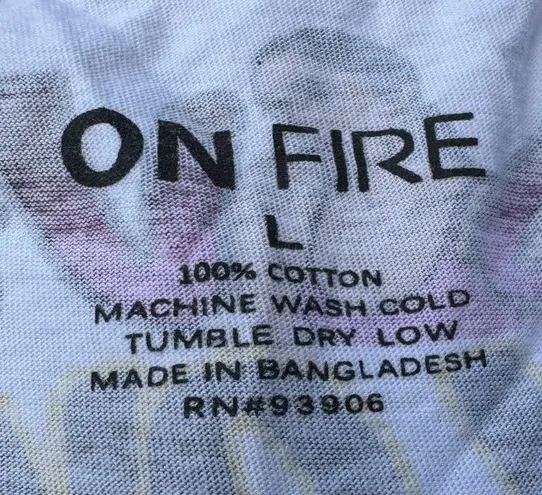 ON FIRE
L
100% COTTON
MACHINE WASH COLD
TUMBLE DRY LOW
MADE IN BANGLADESH
RN#93906